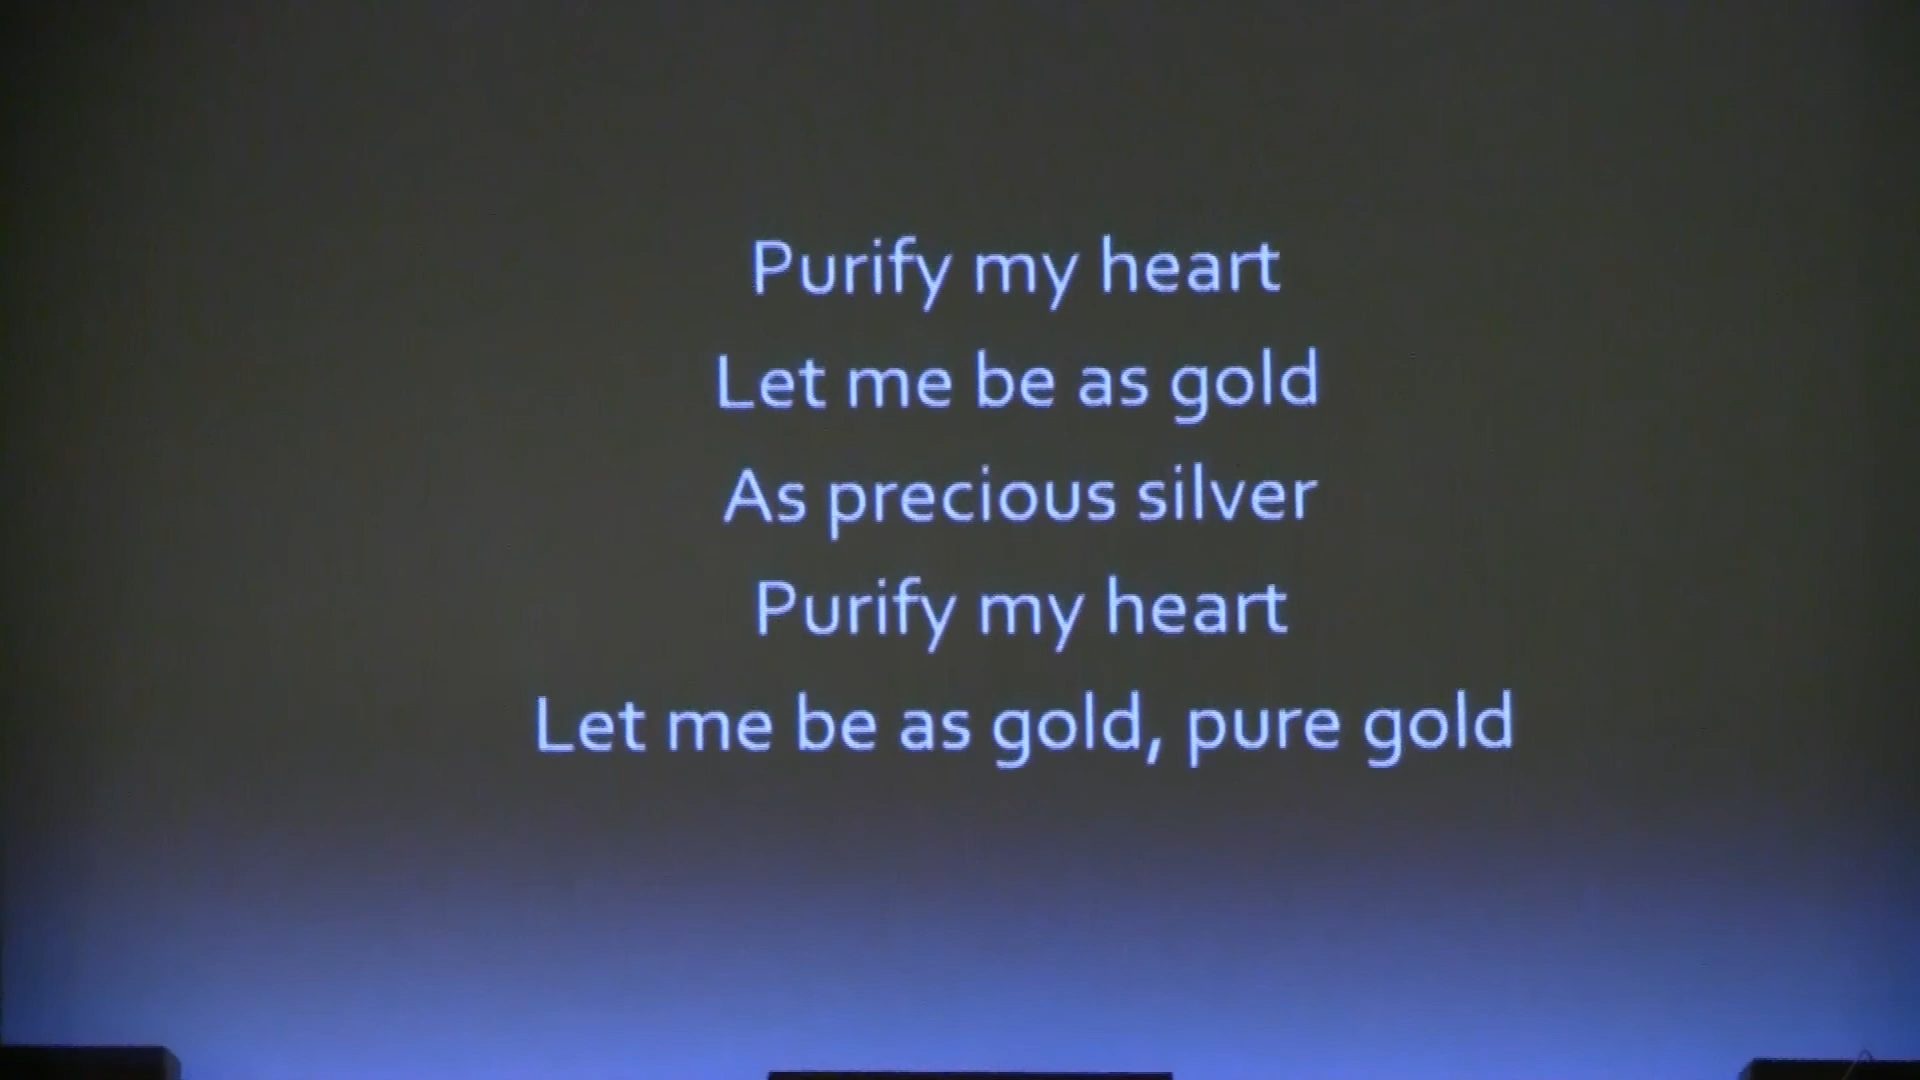 Purify my heart
Let me be as gold
As precious silver
Purify my heart
Let me be as gold, pure gold